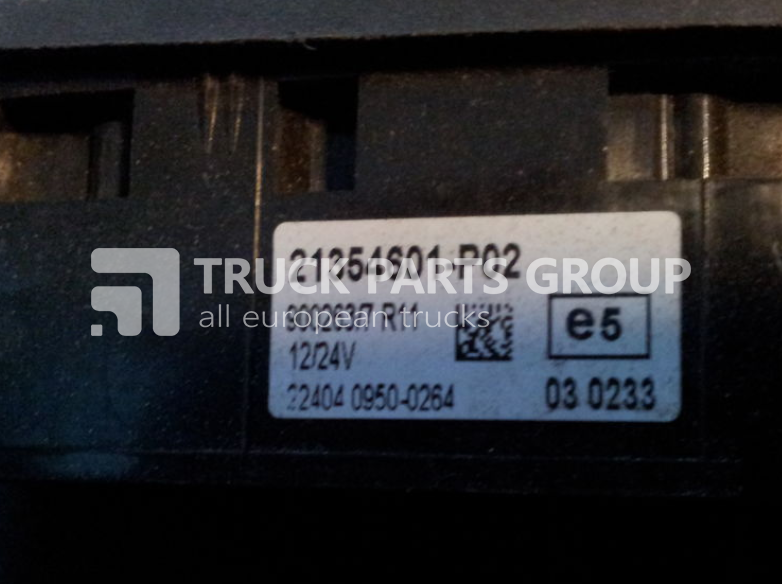 21354601-P02
TRUCK PARTS GROUP
all european trucks
e5
12/24V
22404 0950-0264
03 0233